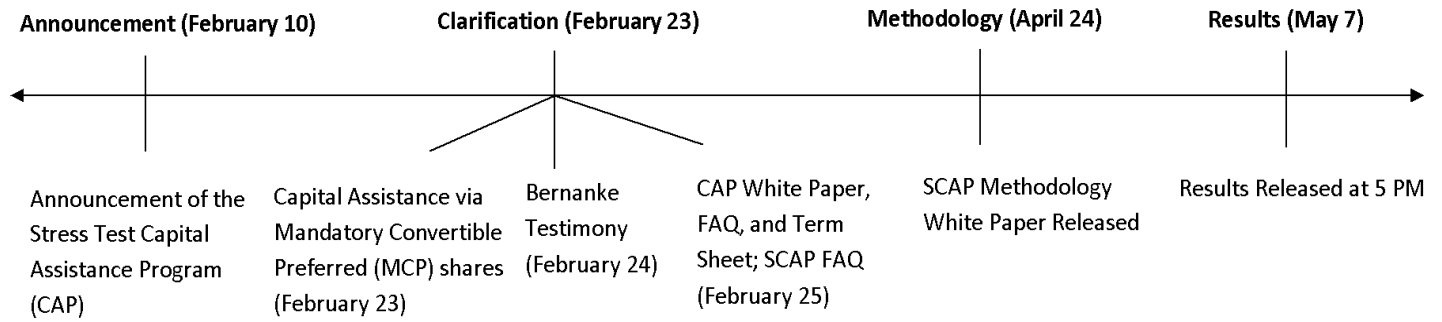 Announcement (February 10)
Clarification (February 23)
Methodology (April 24)
Results (May 7)
Announcement of the
Stress Test Capital
Assistance Program
(CAP)
Capital Assistance via
Mandatory Convertible
Preferred (MCP) shares
(February 23)
Bernanke
Testimony
(February 24)
CAP White Paper,
FAQ, and Term
Sheet; SCAP FAQ
(February 25)
SCAP Methodology
White Paper Released
Results Released at 5 PM